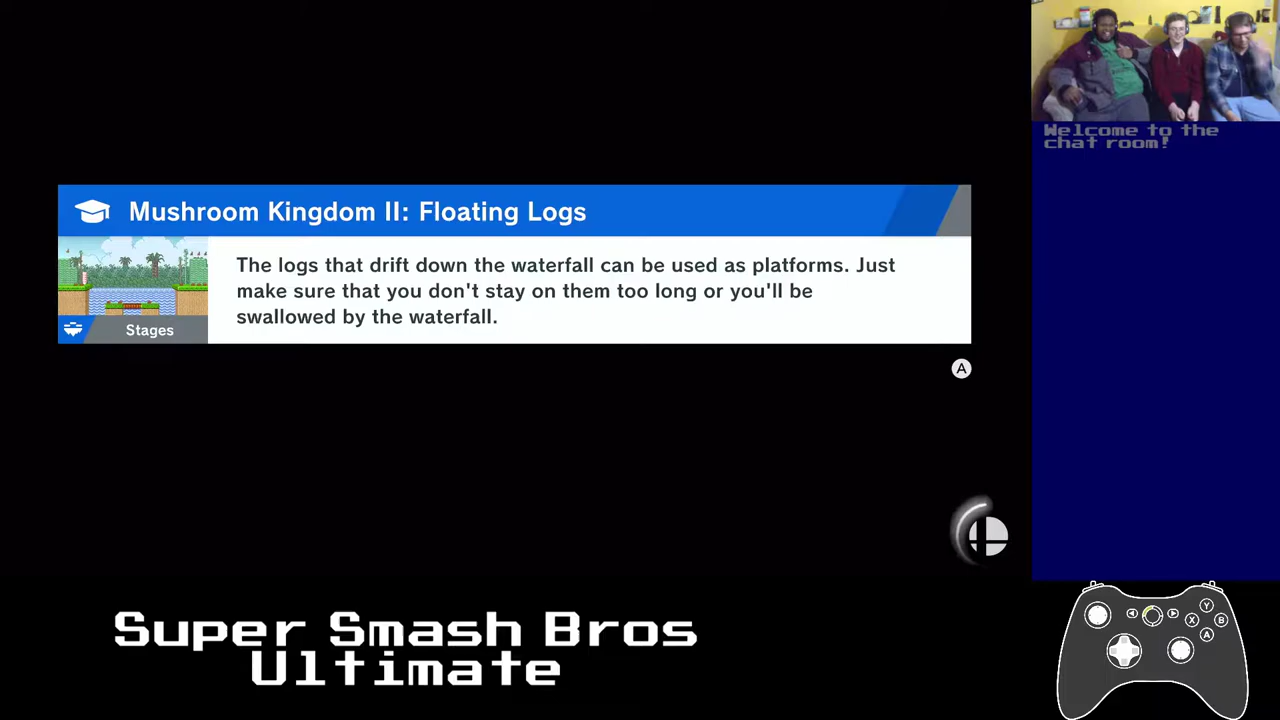 Welcome to the
chat room!
Mushroom Kingdom II: Floating Logs
The logs that drift down the waterfall can be used as platforms. Just
make sure that you don't stay on them too long or you'll be
swallowed by the waterfall.
Stages
A
Super Smash Bros
Ultimate
Y
X
B
A